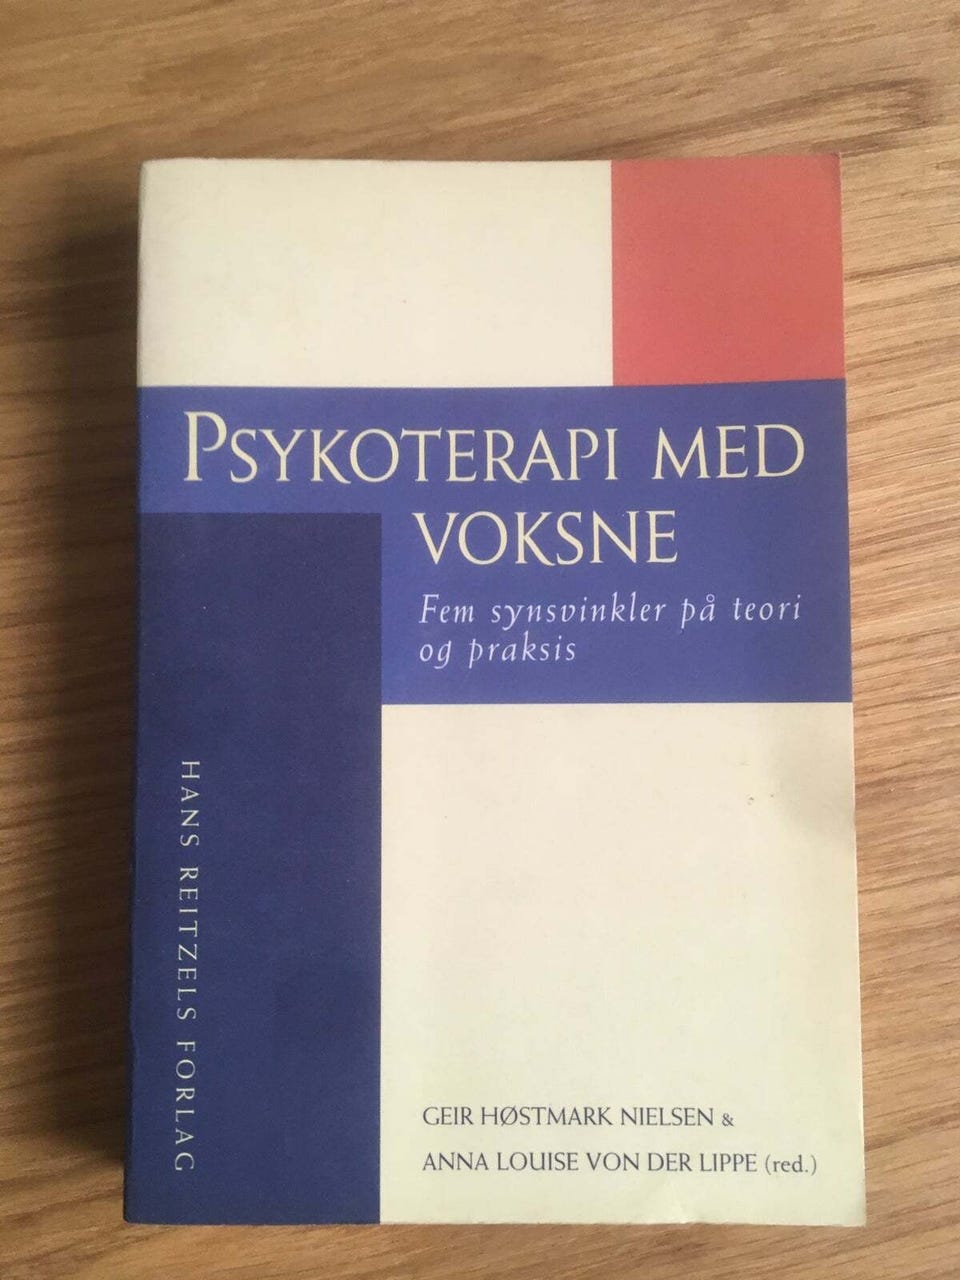 PSYKOTERAPI MED
VOKSNE
Fem synsvinkler på teori
og praksis
HANS REITZELS FORLAG
GEIR HØSTMARK NIELSEN &
ANNA LOUISE VON DER LIPPE (red.)